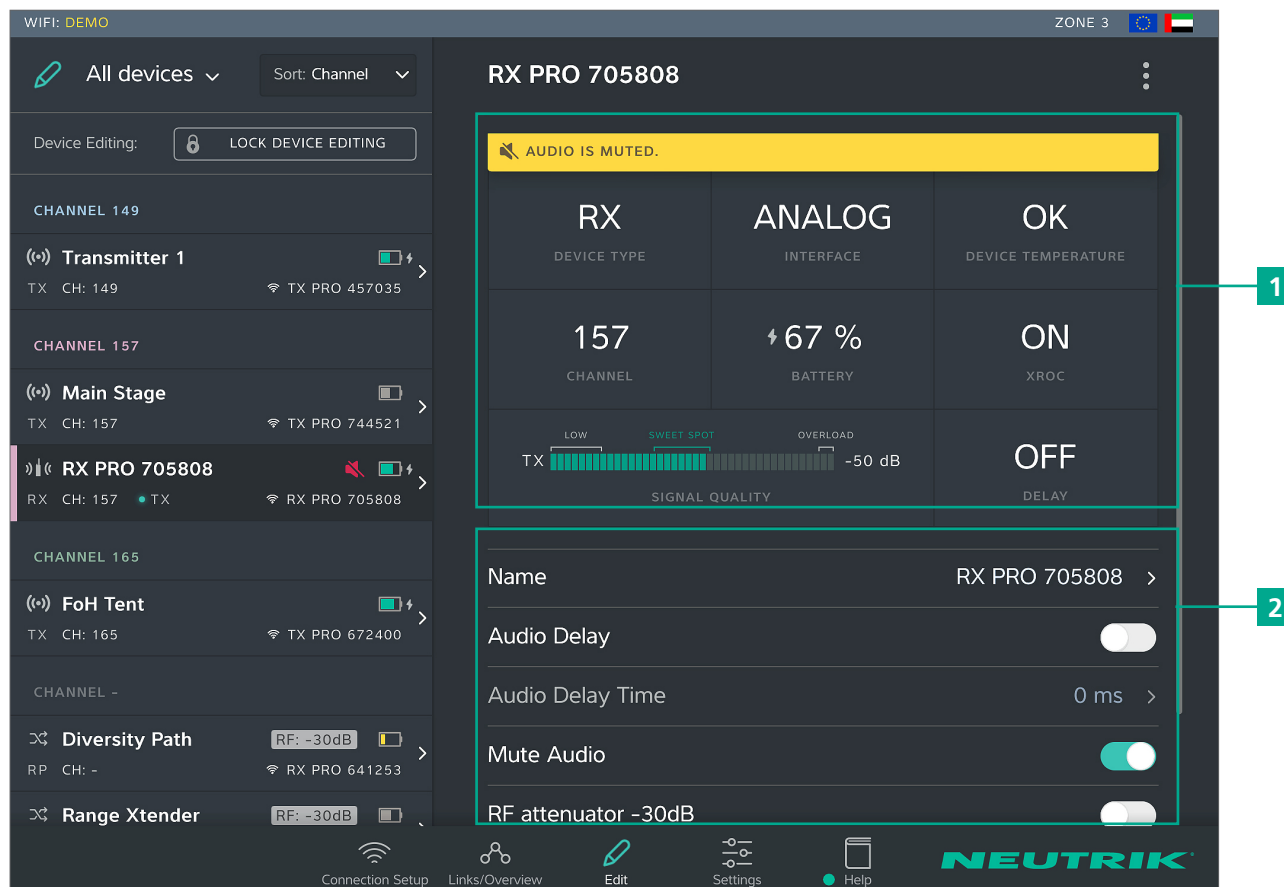 WIFI: DEMO
ZONE 3
All devices
Sort: Channel
Device Editing:
LOCK DEVICE EDITING
CHANNEL 149
Transmitter 1
TX CH: 149
TX PRO 457035
CHANNEL 157
Main Stage
TX CH: 157
TX PRO 744521
RX PRO 705808
RX CH: 157 TX
RX PRO 705808
CHANNEL 165
FoH Tent
TX CH: 165
TX PRO 672400
CHANNEL -
Diversity Path
RF: -30dB
RP CH: -
RX PRO 641253
Range Xtender
RF: -30dB
RX PRO 705808
AUDIO IS MUTED.
RX
DEVICE TYPE
ANALOG
INTERFACE
OK
DEVICE TEMPERATURE
157
CHANNEL
67 %
BATTERY
ON
XROC
LOW
SWEET SPOT
OVERLOAD
TX
-50 dB
SIGNAL QUALITY
OFF
DELAY
1
Name
RX PRO 705808
Audio Delay
Audio Delay Time
0 ms
Mute Audio
RF attenuator -30dB
2
Connection Setup
Links/Overview
Edit
Settings
Help
NEUTRIK